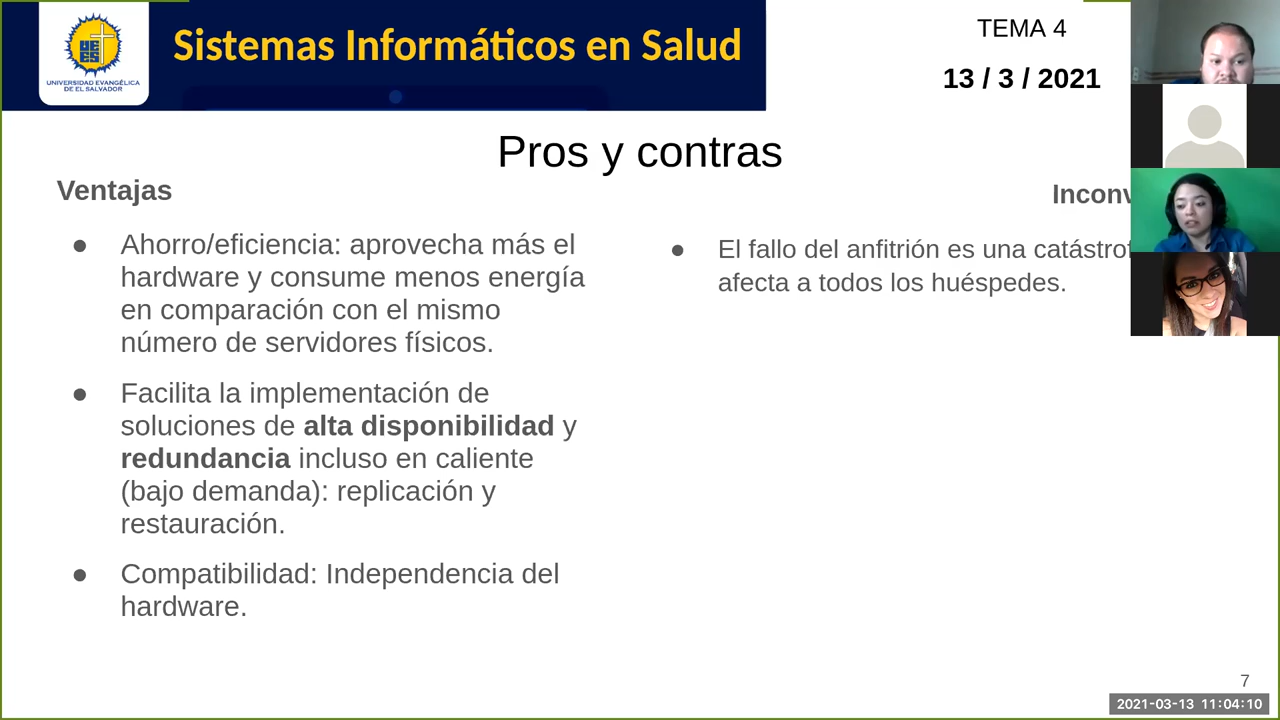 Sistemas Informáticos en Salud
UNIVERSIDAD EVANGÉLICA
DE EL SALVADOR
TEMA 4
13 / 3 / 2021
Pros y contras
Ventajas
● Ahorro/eficiencia: aprovecha más el
hardware y consume menos energía
en comparación con el mismo
número de servidores físicos.
● Facilita la implementación de
soluciones de alta disponibilidad y
redundancia incluso en caliente
(bajo demanda): replicación y
restauración.
● Compatibilidad: Independencia del
hardware.
Inconv
● El fallo del anfitrión es una catástrof
afecta a todos los huéspedes.
7
2021-03-13 11:04:10